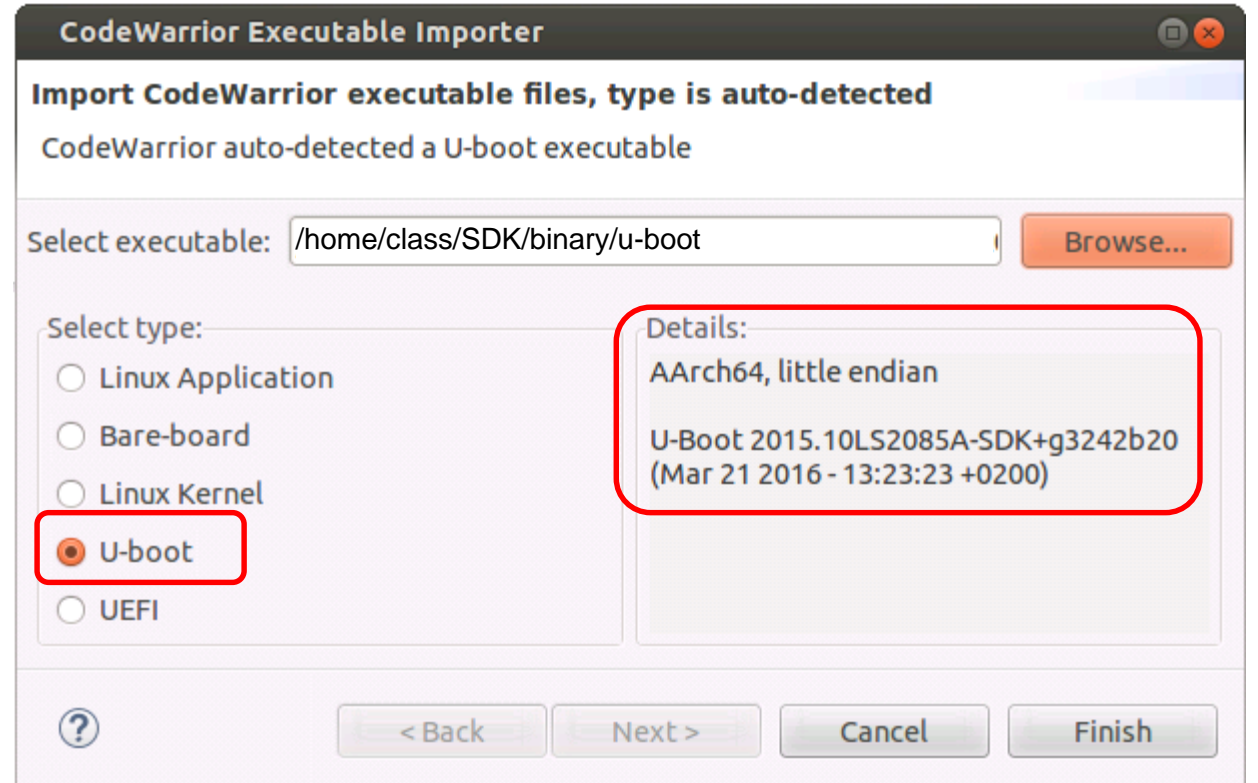 CodeWarrior Executable Importer
Import CodeWarrior executable files, type is auto-detected
CodeWarrior auto-detected a U-boot executable
Select executable: /home/class/SDK/binary/u-boot Browse...
Select type:
Linux Application
Bare-board
Linux Kernel
U-boot
UEFI
Details:
AArch64, little endian
U-Boot 2015.10LS2085A-SDK+g3242b20
(Mar 21 2016 - 13:23:23 +0200)
? < Back Next > Cancel Finish